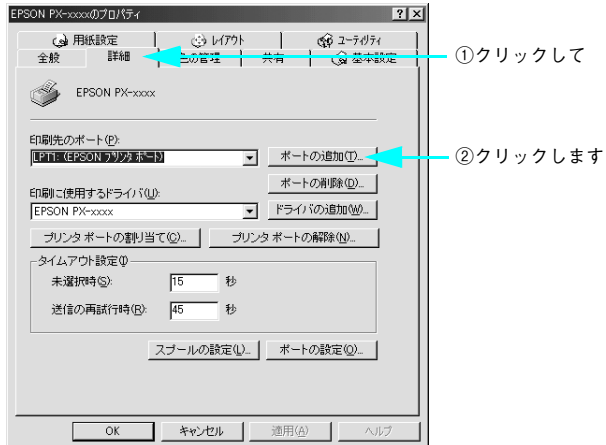 EPSON PX-xxxxのプロパティ
用紙設定 レイアウト ユーティリティ
全般 詳細 色の管理 共有 基本設定
①クリックして
EPSON PX-xxxx
印刷先のポート(P):
LPT1: (EPSON プリンタ ポート) ポートの追加(T)...
②クリックします
ポートの削除(D)...
印刷に使用するドライバ(U):
EPSON PX-xxxx ドライバの追加(W)...
プリンタ ポートの割り当て(C)... プリンタ ポートの解除(N)...
タイムアウト設定(I)
未選択時(S): 15 秒
送信の再試行時(R): 45 秒
スプールの設定(L)... ポートの設定(O)...
OK キャンセル 適用(A) ヘルプ